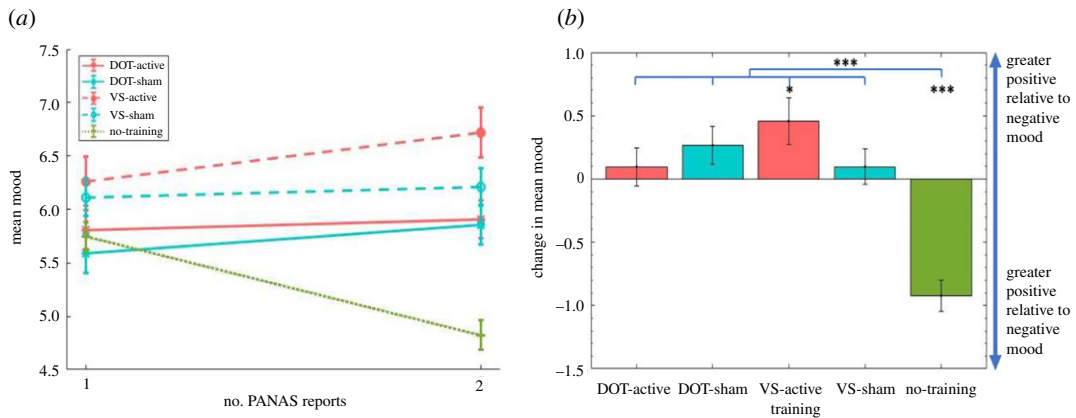 (a)
7.5
7.0
6.5
6.0
5.5
5.0
4.5
mean mood
DOT-active
DOT-sham
VS-active
VS-sham
no-training
1
2
no. PANAS reports
(b)
1.0
0.5
0
−0.5
−1.0
−1.5
change in mean mood
***
*
***
DOT-active
DOT-sham
VS-active
VS-sham
no-training
training
greater
positive
relative to
negative
mood
greater
positive
relative to
negative
mood